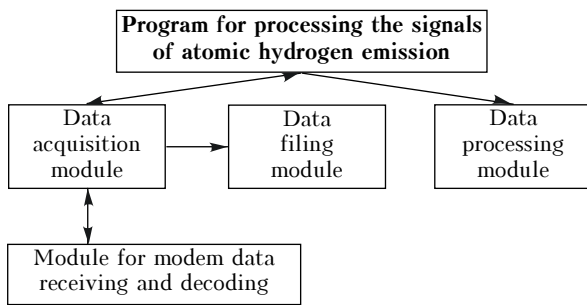 Program for processing the signals
of atomic hydrogen emission
Data
acquisition
module
Data
filing
module
Data
processing
module
Module for modem data
receiving and decoding